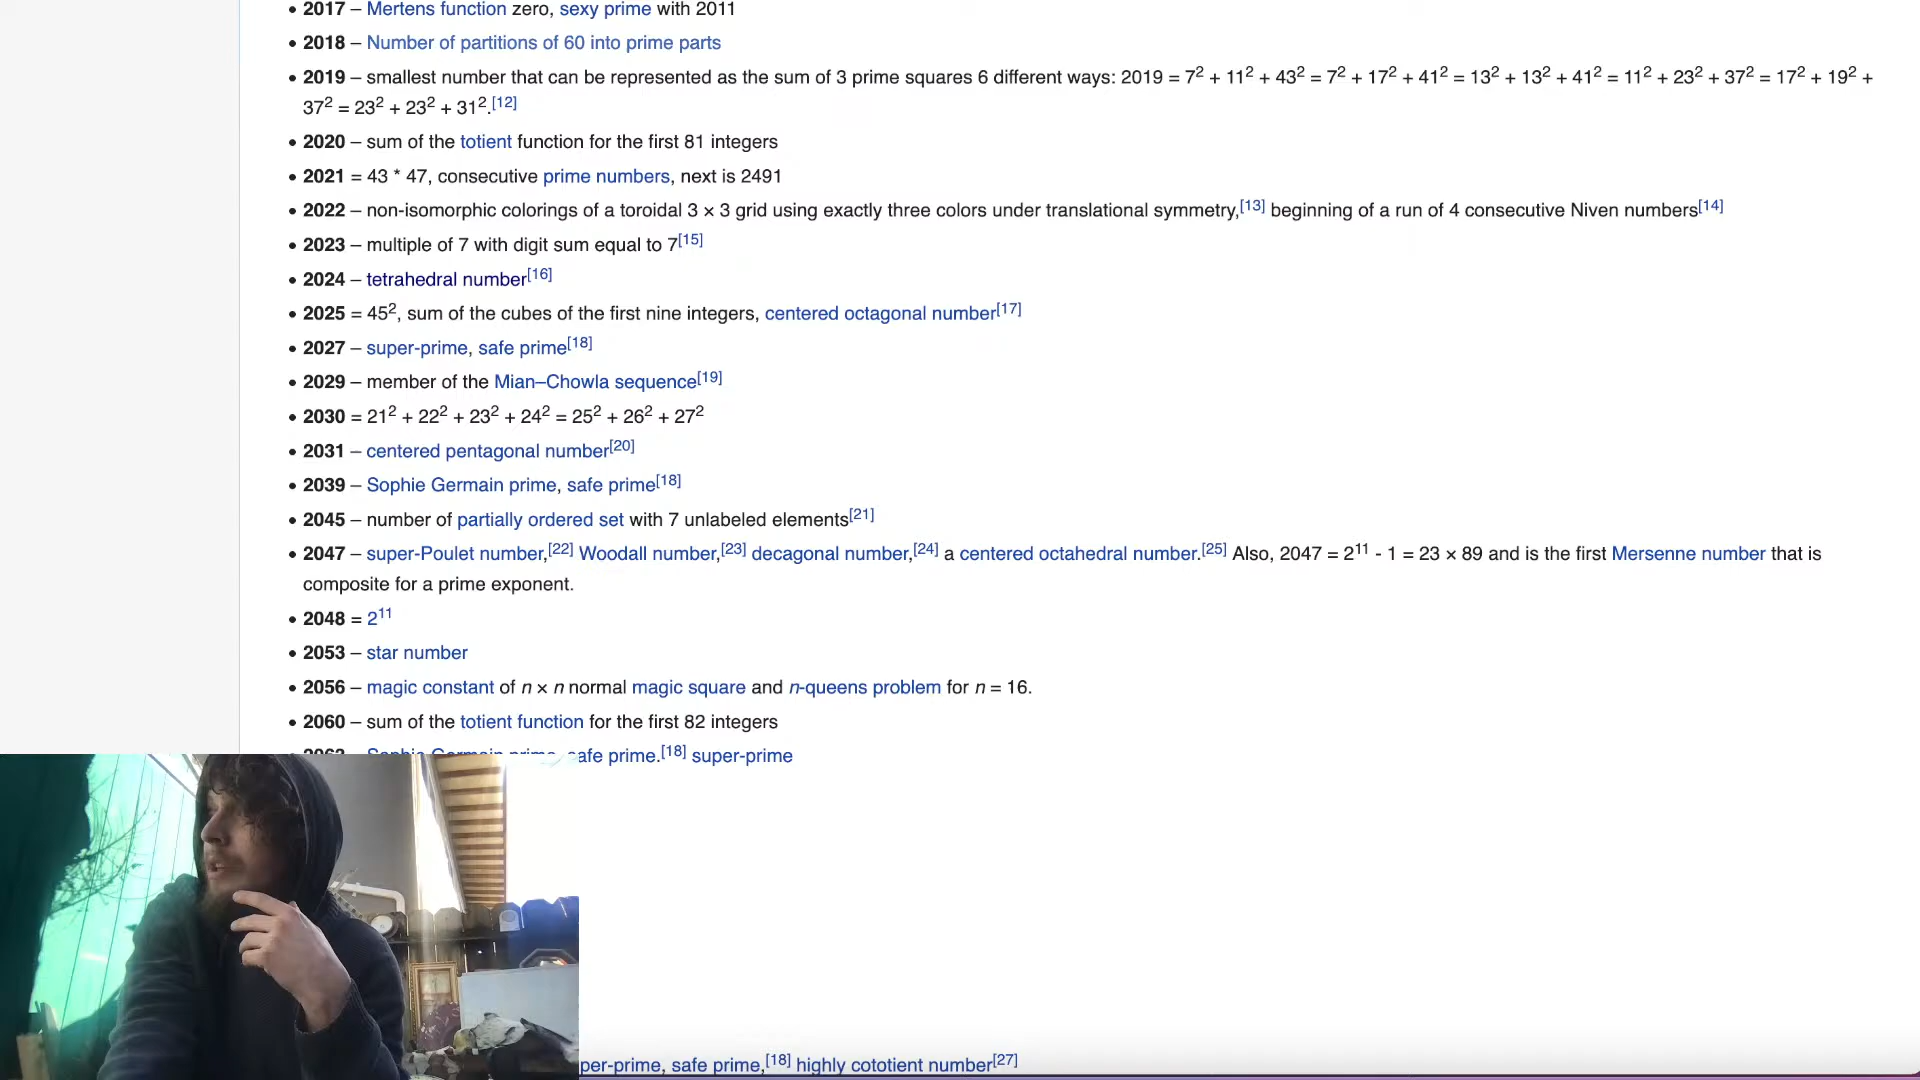 • 2017 – Mertens function zero, sexy prime with 2011
• 2018 – Number of partitions of 60 into prime parts
• 2019 – smallest number that can be represented as the sum of 3 prime squares 6 different ways: 2019 = 7² + 11² + 43² = 7² + 17² + 41² = 13² + 13² + 41² = 11² + 23² + 37² = 17² + 19² +
37² = 23² + 23² + 31².[12]
• 2020 – sum of the totient function for the first 81 integers
• 2021 = 43 * 47, consecutive prime numbers, next is 2491
• 2022 – non-isomorphic colorings of a toroidal 3 × 3 grid using exactly three colors under translational symmetry,[13] beginning of a run of 4 consecutive Niven numbers[14]
• 2023 – multiple of 7 with digit sum equal to 7[15]
• 2024 – tetrahedral number[16]
• 2025 = 45², sum of the cubes of the first nine integers, centered octagonal number[17]
• 2027 – super-prime, safe prime[18]
• 2029 – member of the Mian–Chowla sequence[19]
• 2030 = 21² + 22² + 23² + 24² = 25² + 26² + 27²
• 2031 – centered pentagonal number[20]
• 2039 – Sophie Germain prime, safe prime[18]
• 2045 – number of partially ordered set with 7 unlabeled elements[21]
• 2047 – super-Poulet number,[22] Woodall number,[23] decagonal number,[24] a centered octahedral number.[25] Also, 2047 = 2¹¹ - 1 = 23 × 89 and is the first Mersenne number that is
composite for a prime exponent.
• 2048 = 2¹¹
• 2053 – star number
• 2056 – magic constant of n × n normal magic square and n-queens problem for n = 16.
• 2060 – sum of the totient function for the first 82 integers
Sophie Germain prime, safe prime.[18] super-prime
per-prime, safe prime,[18] highly cototient number[27]